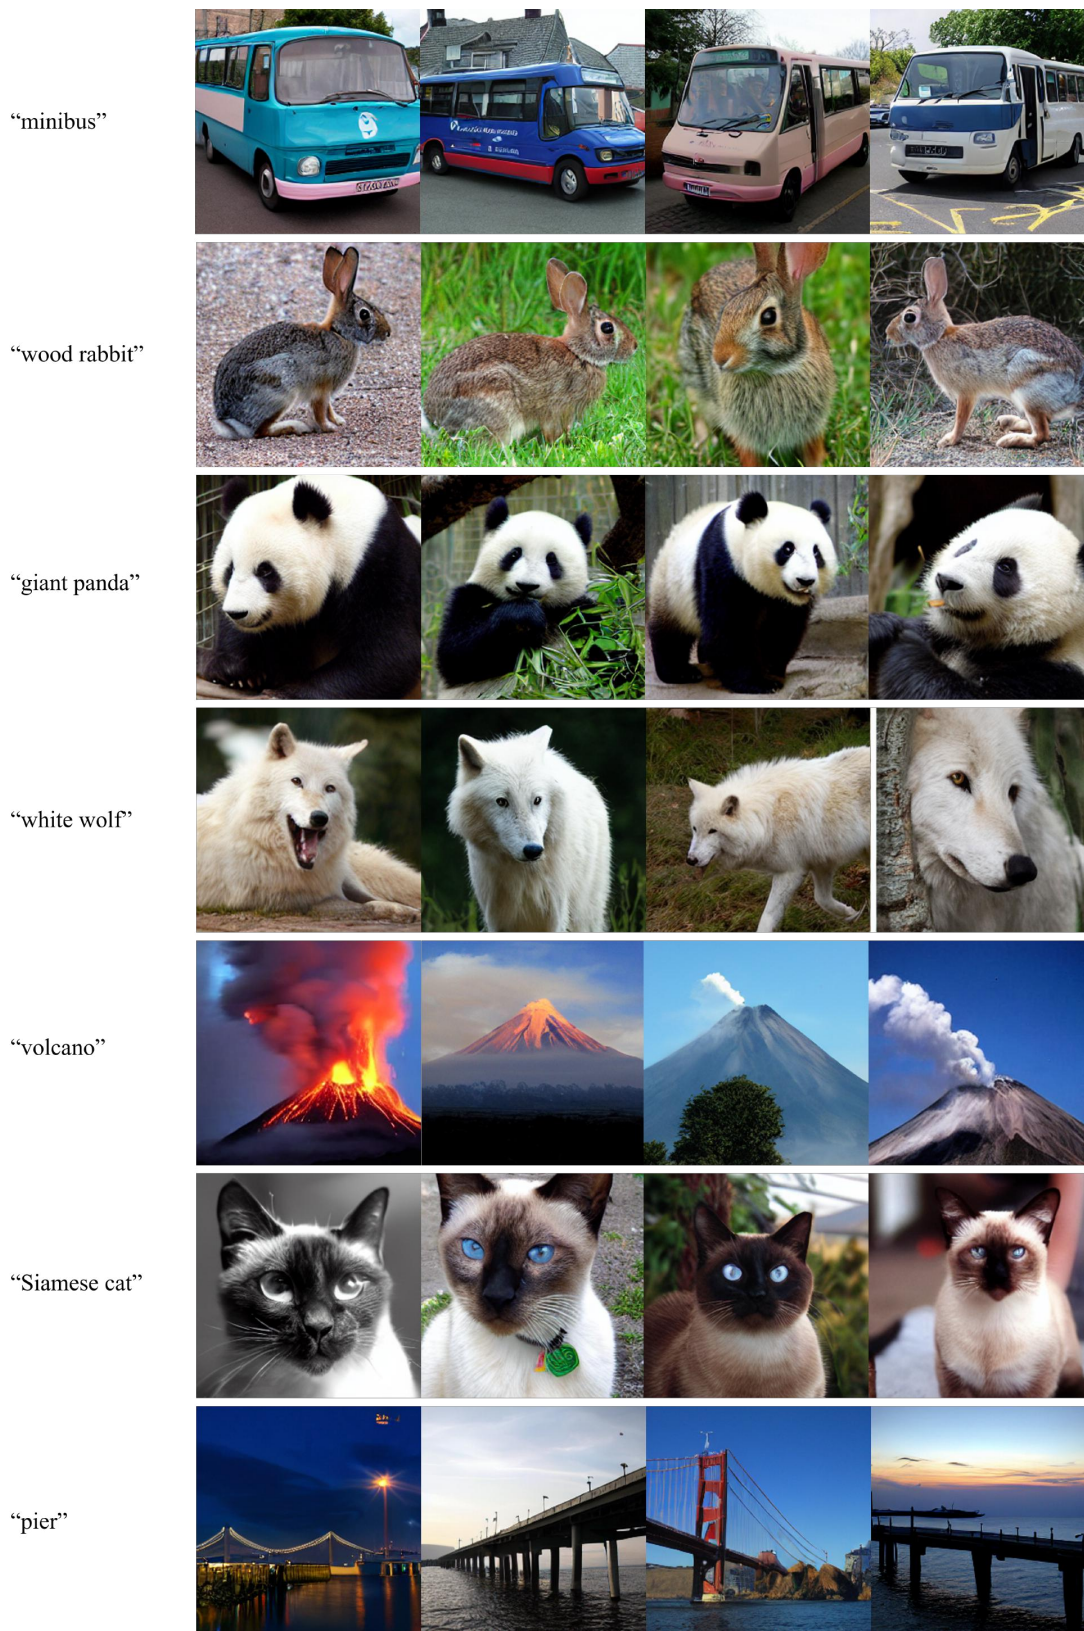 “minibus”
“wood rabbit”
“giant panda”
“white wolf”
“volcano”
“Siamese cat”
“pier”